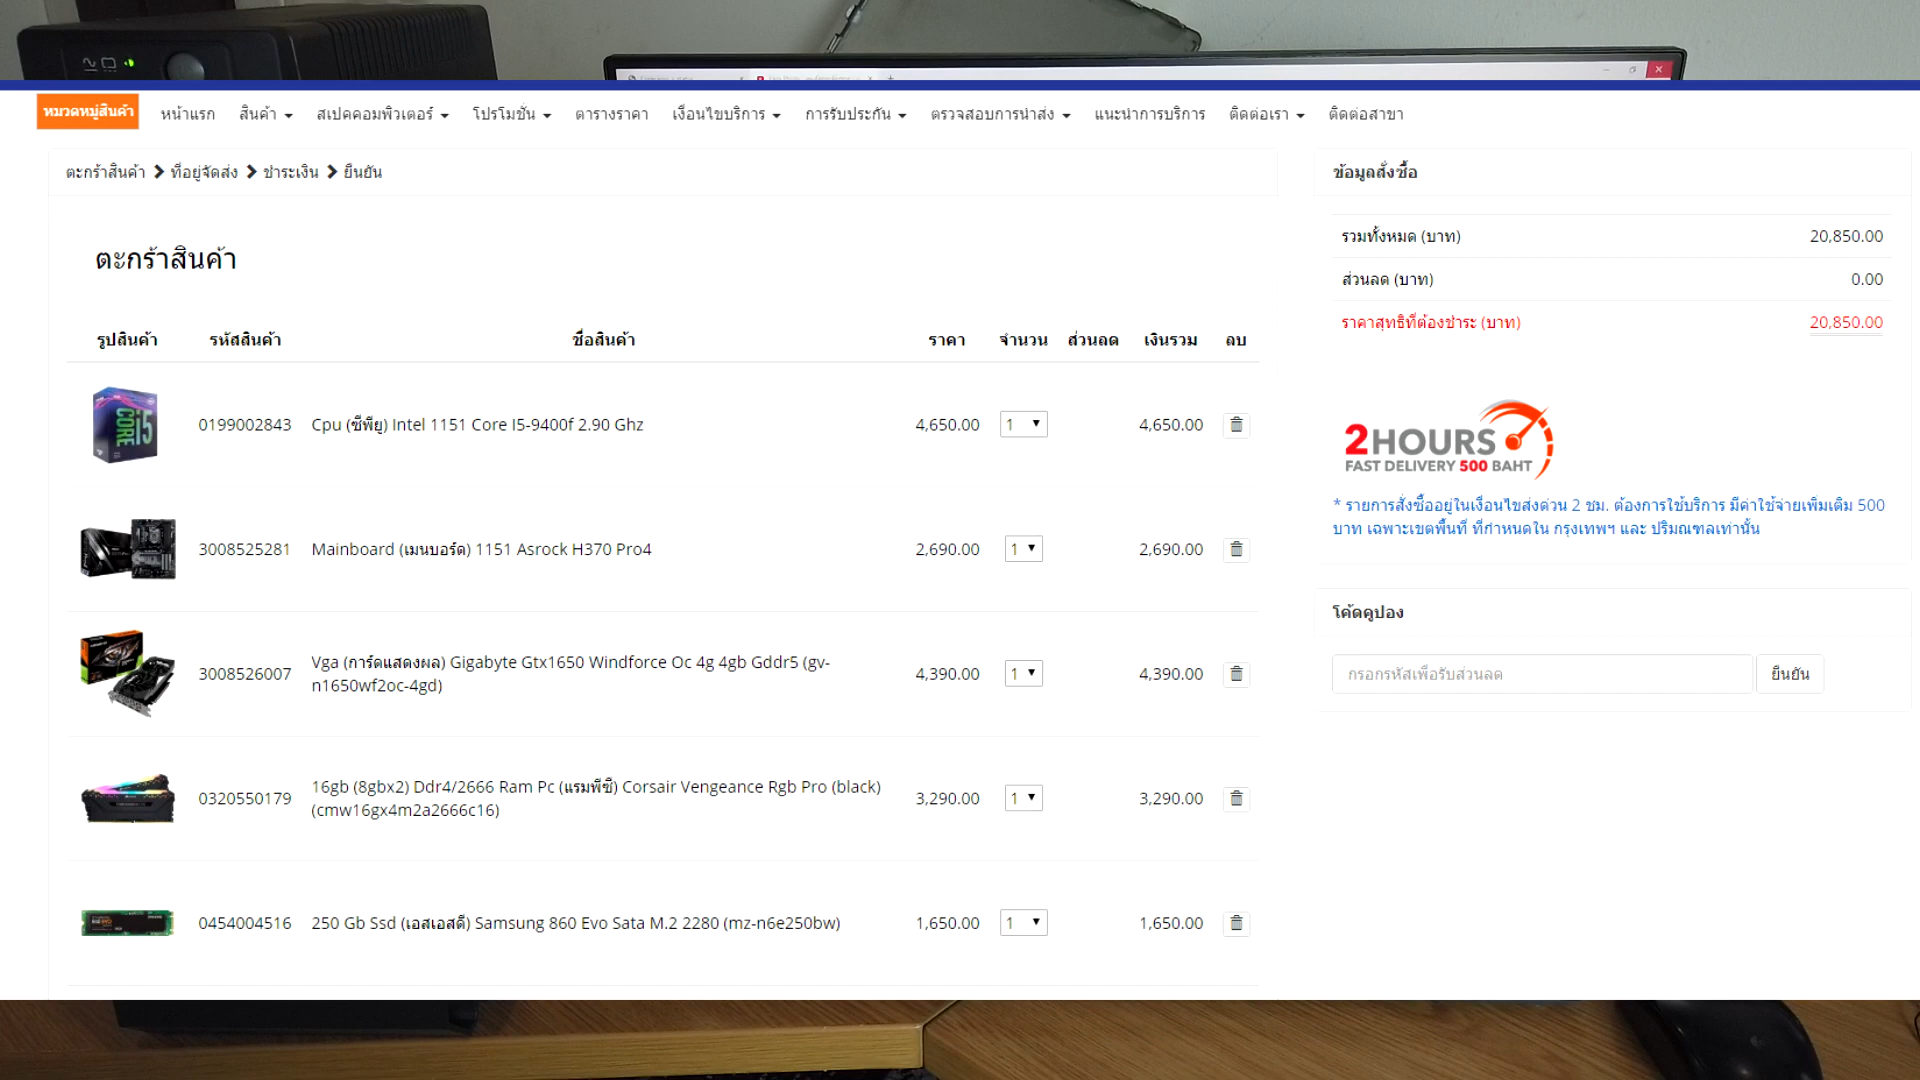 หมวดหมู่สินค้า หน้าแรก สินค้า สเปคคอมพิวเตอร์ โปรโมชั่น ตารางราคา เงื่อนไขบริการ การรับประกัน ตรวจสอบการนำส่ง แนะนำการบริการ ติดต่อเรา ติดต่อสาขา
ตะกร้าสินค้า ที่อยู่จัดส่ง ชำระเงิน ยืนยัน
ตะกร้าสินค้า
รูปสินค้า รหัสสินค้า ชื่อสินค้า ราคา จำนวน ส่วนลด เงินรวม ลบ
CORE i5
0199002843 Cpu (ซีพียู) Intel 1151 Core I5-9400f 2.90 Ghz 4,650.00 1 4,650.00
3008525281 Mainboard (เมนบอร์ด) 1151 Asrock H370 Pro4 2,690.00 1 2,690.00
3008526007 Vga (การ์ดแสดงผล) Gigabyte Gtx1650 Windforce Oc 4g 4gb Gddr5 (gv-
n1650wf2oc-4gd) 4,390.00 1 4,390.00
0320550179 16gb (8gbx2) Ddr4/2666 Ram Pc (แรมพีซี) Corsair Vengeance Rgb Pro (black)
(cmw16gx4m2a2666c16) 3,290.00 1 3,290.00
0454004516 250 Gb Ssd (เอสเอสดี) Samsung 860 Evo Sata M.2 2280 (mz-n6e250bw) 1,650.00 1 1,650.00
ข้อมูลสั่งซื้อ
รวมทั้งหมด (บาท) 20,850.00
ส่วนลด (บาท) 0.00
ราคาสุทธิที่ต้องชำระ (บาท) 20,850.00
2HOURS
FAST DELIVERY 500 BAHT
* รายการสั่งซื้ออยู่ในเงื่อนไขส่งด่วน 2 ชม. ต้องการใช้บริการ มีค่าใช้จ่ายเพิ่มเติม 500
บาท เฉพาะเขตพื้นที่ ที่กำหนดใน กรุงเทพฯ และ ปริมณฑลเท่านั้น
โค้ดคูปอง
กรอกรหัสเพื่อรับส่วนลด ยืนยัน